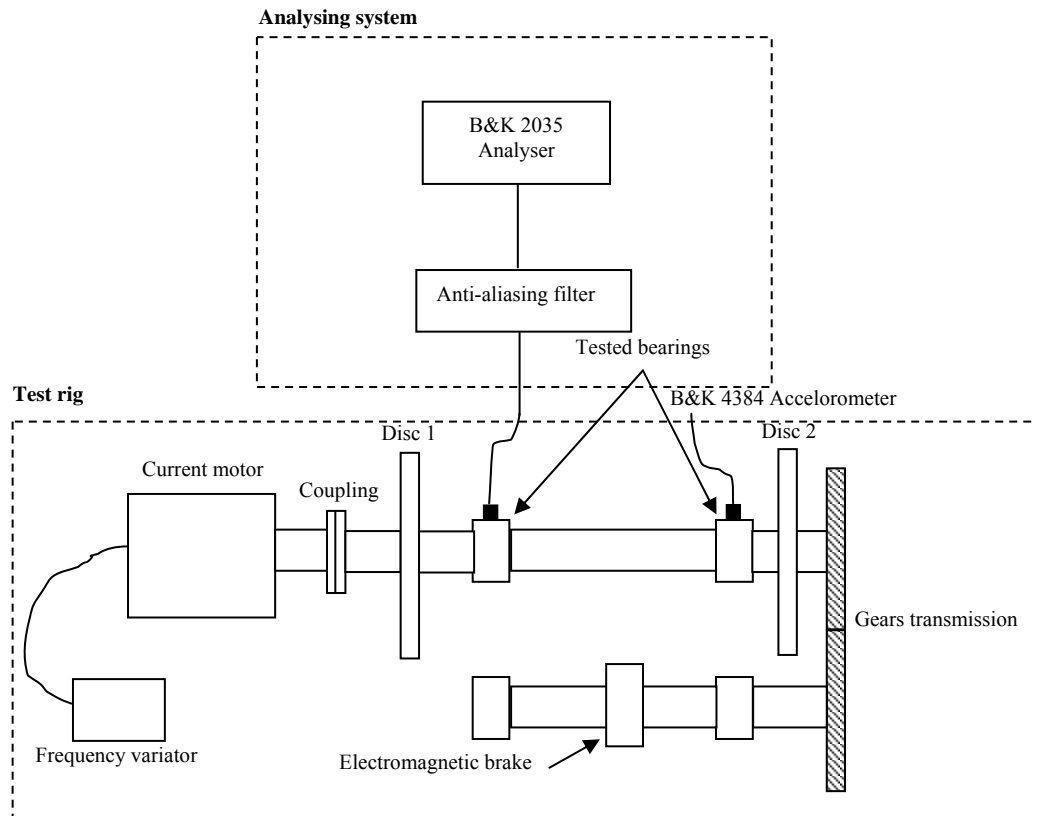 Analysing system
B&K 2035
Analyser
Anti-aliasing filter
Tested bearings
Test rig
B&K 4384 Accelorometer
Disc 1
Disc 2
Current motor
Coupling
Gears transmission
Frequency variator
Electromagnetic brake